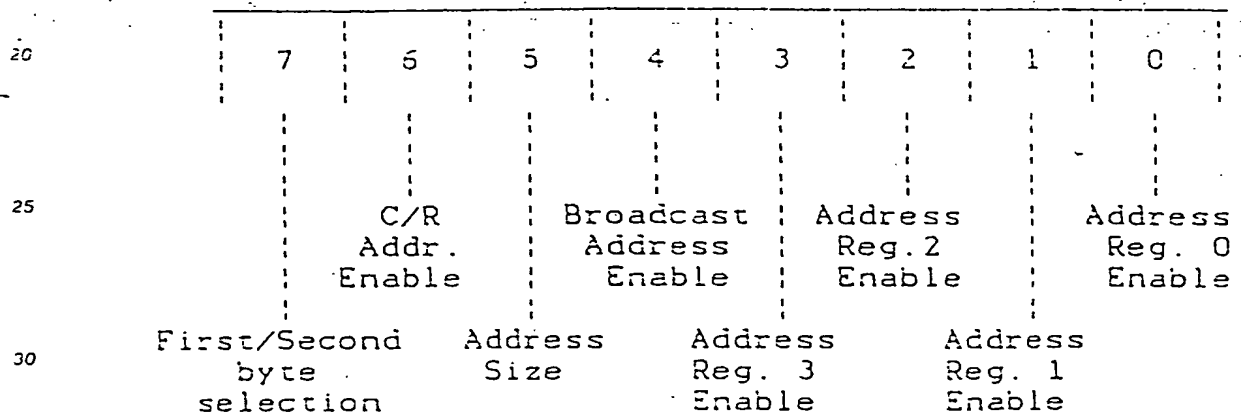 20 7 6 5 4 3 2 1 0
25 C/R Broadcast Address Address
Addr. Address Reg.2 Reg. 0
Enable Enable Enable Enable
First/Second Address Address Address
30 byte Size Reg. 3 Reg. 1
selection Enable Enable